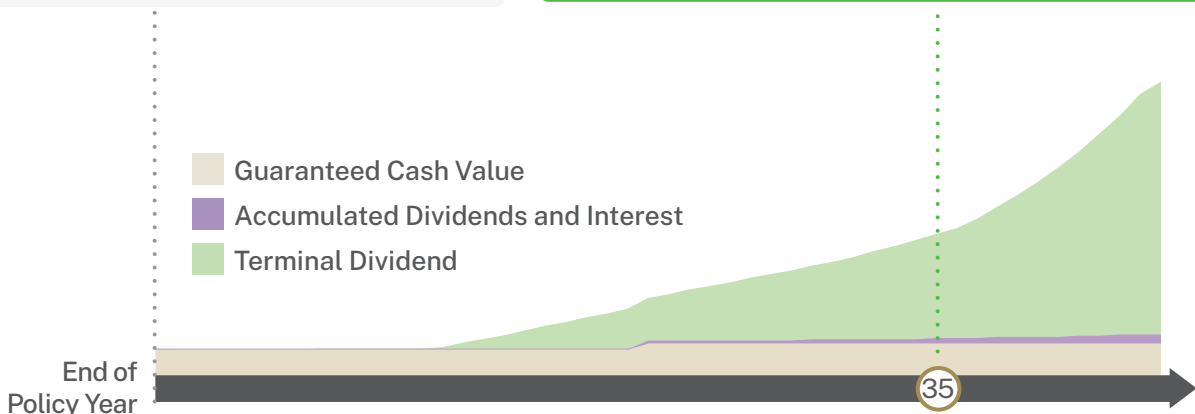 Guaranteed Cash Value
Accumulated Dividends and Interest
Terminal Dividend
End of
Policy Year
35